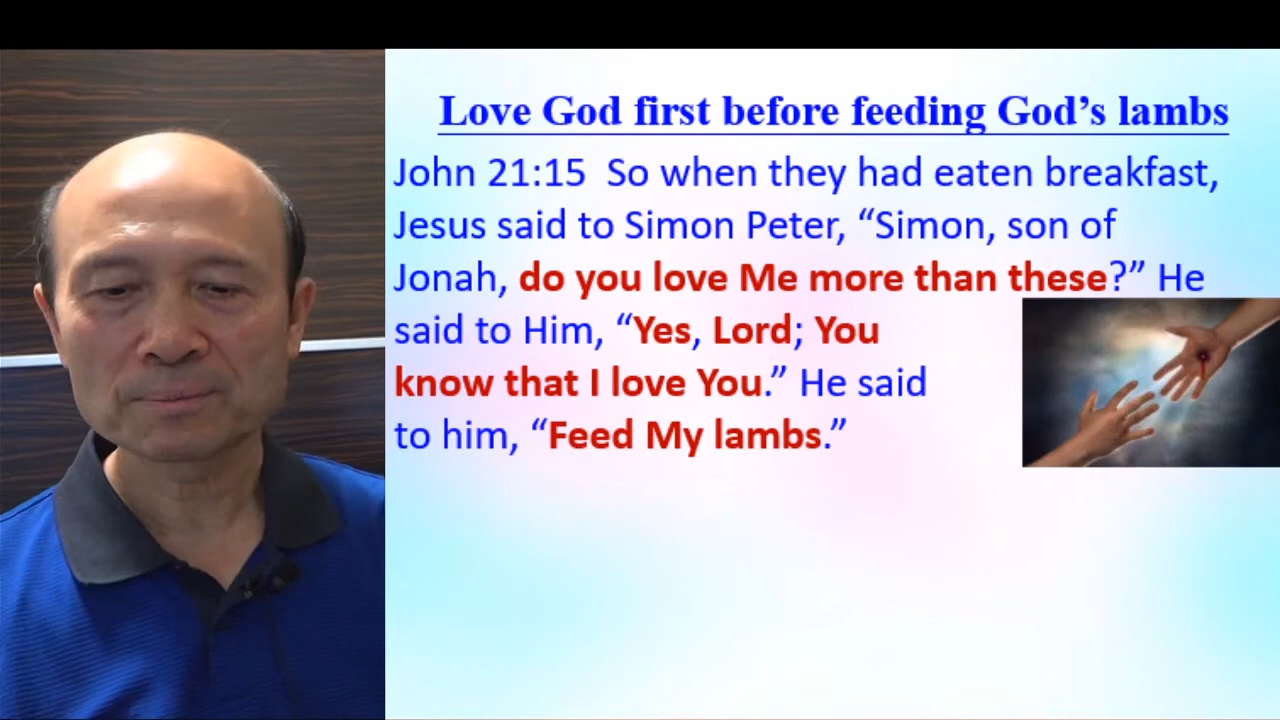 Love God first before feeding God’s lambs
John 21:15  So when they had eaten breakfast,
Jesus said to Simon Peter, “Simon, son of
Jonah, do you love Me more than these?” He
said to Him, “Yes, Lord; You
know that I love You.” He said
to him, “Feed My lambs.”